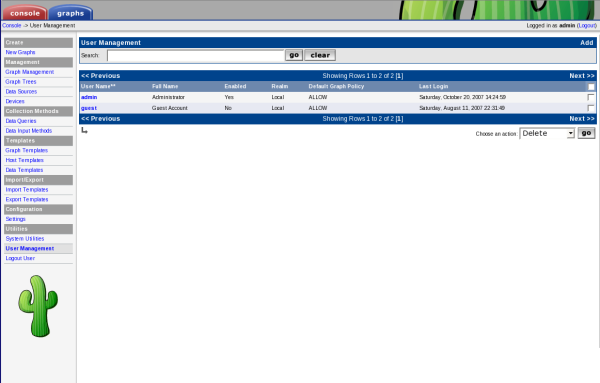 console graphs
Console -> User Management Logged in as admin (Logout)
Create
New Graphs
Management
Graph Management
Graph Trees
Data Sources
Devices
Collection Methods
Data Queries
Data Input Methods
Templates
Graph Templates
Host Templates
Data Templates
Import/Export
Import Templates
Export Templates
Configuration
Settings
Utilities
System Utilities
User Management
Logout User
User Management Add
Search: go clear
<< Previous Showing Rows 1 to 2 of 2 [1] Next >>
User Name** Full Name Enabled Realm Default Graph Policy Last Login
admin Administrator Yes Local ALLOW Saturday, October 20, 2007 14:24:59
guest Guest Account No Local ALLOW Saturday, August 11, 2007 22:31:49
<< Previous Showing Rows 1 to 2 of 2 [1] Next >>
Choose an action: Delete go